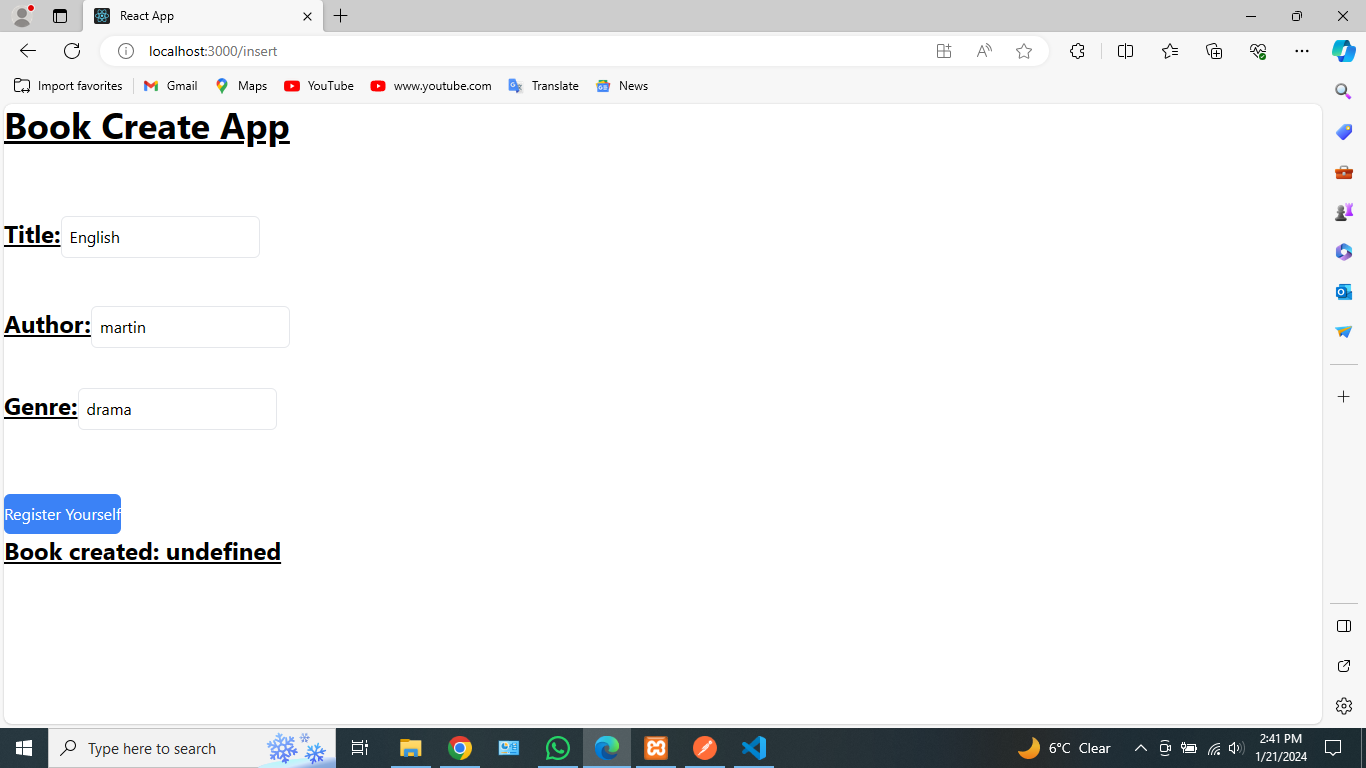 React App
localhost:3000/insert
Import favorites Gmail Maps YouTube www.youtube.com Translate News
Book Create App
Title: English
Author: martin
Genre: drama
Register Yourself
Book created: undefined
Type here to search
6°C Clear
2:41 PM
1/21/2024